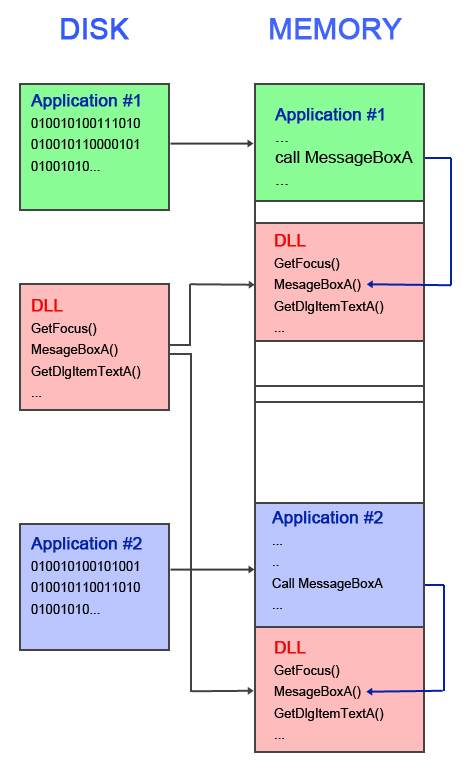 DISK
MEMORY
Application #1
010010100111010
010010110000101
01001010...
Application #1
...
call MessageBoxA
...
DLL
GetFocus()
MesageBoxA()
GetDlgItemTextA()
...
DLL
GetFocus()
MesageBoxA()
GetDlgItemTextA()
...
Application #2
010010100101001
010010110011010
01001010...
Application #2
...
..
Call MessageBoxA
...
DLL
GetFocus()
MesageBoxA()
GetDlgItemTextA()
...